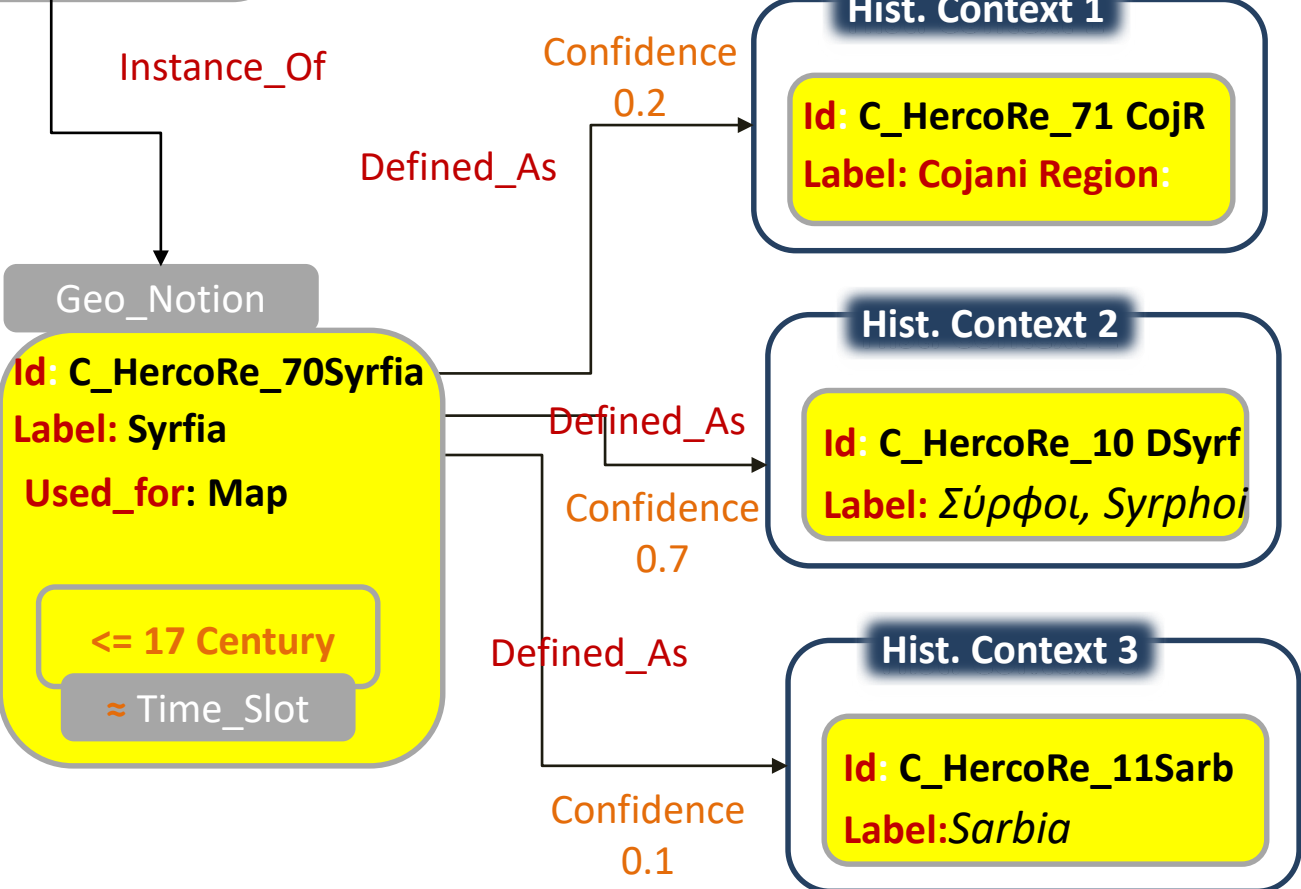 Instance_Of
Geo_Notion
Id: C_HercoRe_70Syrfia
Label: Syrfia
Used_for: Map
<= 17 Century
≈ Time_Slot
Defined_As
Confidence
0.2
Hist. Context 1
Id: C_HercoRe_71 CojR
Label: Cojani Region:
Defined_As
Confidence
0.7
Hist. Context 2
Id: C_HercoRe_10 DSyrf
Label: Σύρφοι, Syrphoi
Defined_As
Confidence
0.1
Hist. Context 3
Id: C_HercoRe_11Sarb
Label:Sarbia